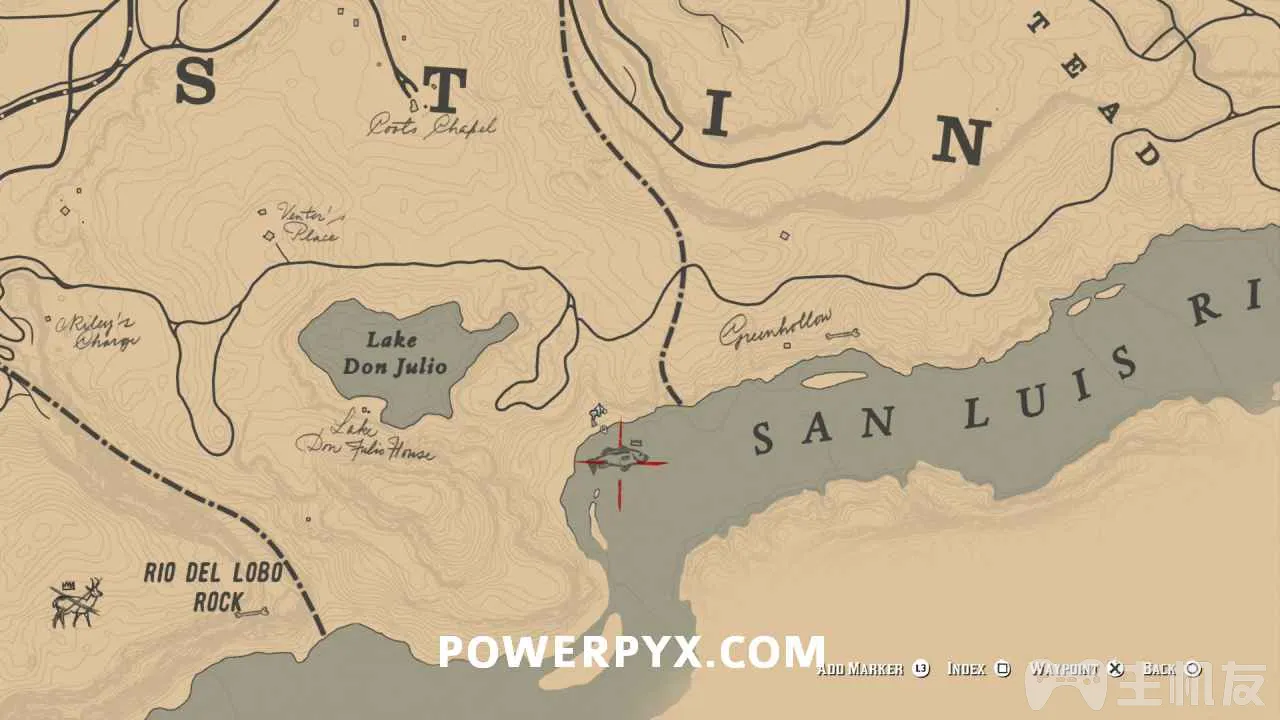 S T I N
T E A D
Coots Chapel
Venter's
Place
Riley's
Charge
Lake
Don Julio
Greenhollow
Lake
Don Julio House
SAN LUIS RI
RIO DEL LOBO
ROCK
POWERPYX.COM
ADD MARKER L3 INDEX WAYPOINT BACK
主机友